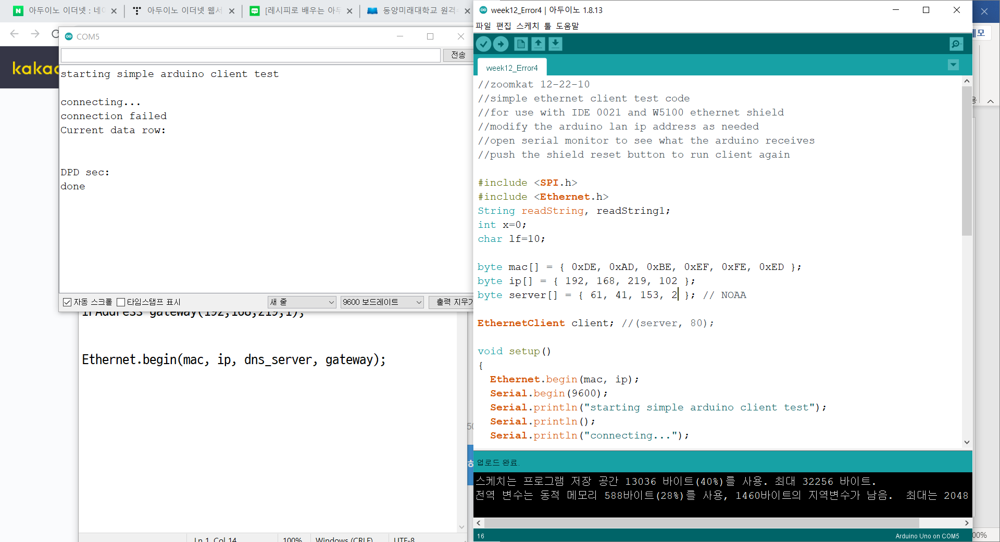 아두이노 이더넷 : 네이
아두이노 이더넷 웹서
[레시피로 배우는 아두
동양미래대학교 원격
kakao
COM5
전송
starting simple arduino client test
connecting...
connection failed
Current data row:
DPD sec:
done
자동 스크롤 타임스탬프 표시 새 줄 9600 보드레이트 출력 지우기
IPAddress gateway(192,168,219,1);
Ethernet.begin(mac, ip, dns_server, gateway);
Ln 1, Col 14 100% Windows (CRLF) UTF-8
week12_Error4 | 아두이노 1.8.13
파일 편집 스케치 툴 도움말
week12_Error4
//zoomkat 12-22-10
//simple ethernet client test code
//for use with IDE 0021 and W5100 ethernet shield
//modify the arduino lan ip address as needed
//open serial monitor to see what the arduino receives
//push the shield reset button to run client again
#include <SPI.h>
#include <Ethernet.h>
String readString, readString1;
int x=0;
char lf=10;
byte mac[] = { 0xDE, 0xAD, 0xBE, 0xEF, 0xFE, 0xED };
byte ip[] = { 192, 168, 219, 102 };
byte server[] = { 61, 41, 153, 2 }; // NOAA
EthernetClient client; //(server, 80);
void setup()
{
Ethernet.begin(mac, ip);
Serial.begin(9600);
Serial.println("starting simple arduino client test");
Serial.println();
Serial.println("connecting...");
업로드 완료.
스케치는 프로그램 저장 공간 13036 바이트(40%)를 사용. 최대 32256 바이트.
전역 변수는 동적 메모리 588바이트(28%)를 사용, 1460바이트의 지역변수가 남음. 최대는 2048
16
Arduino Uno on COM5
00%